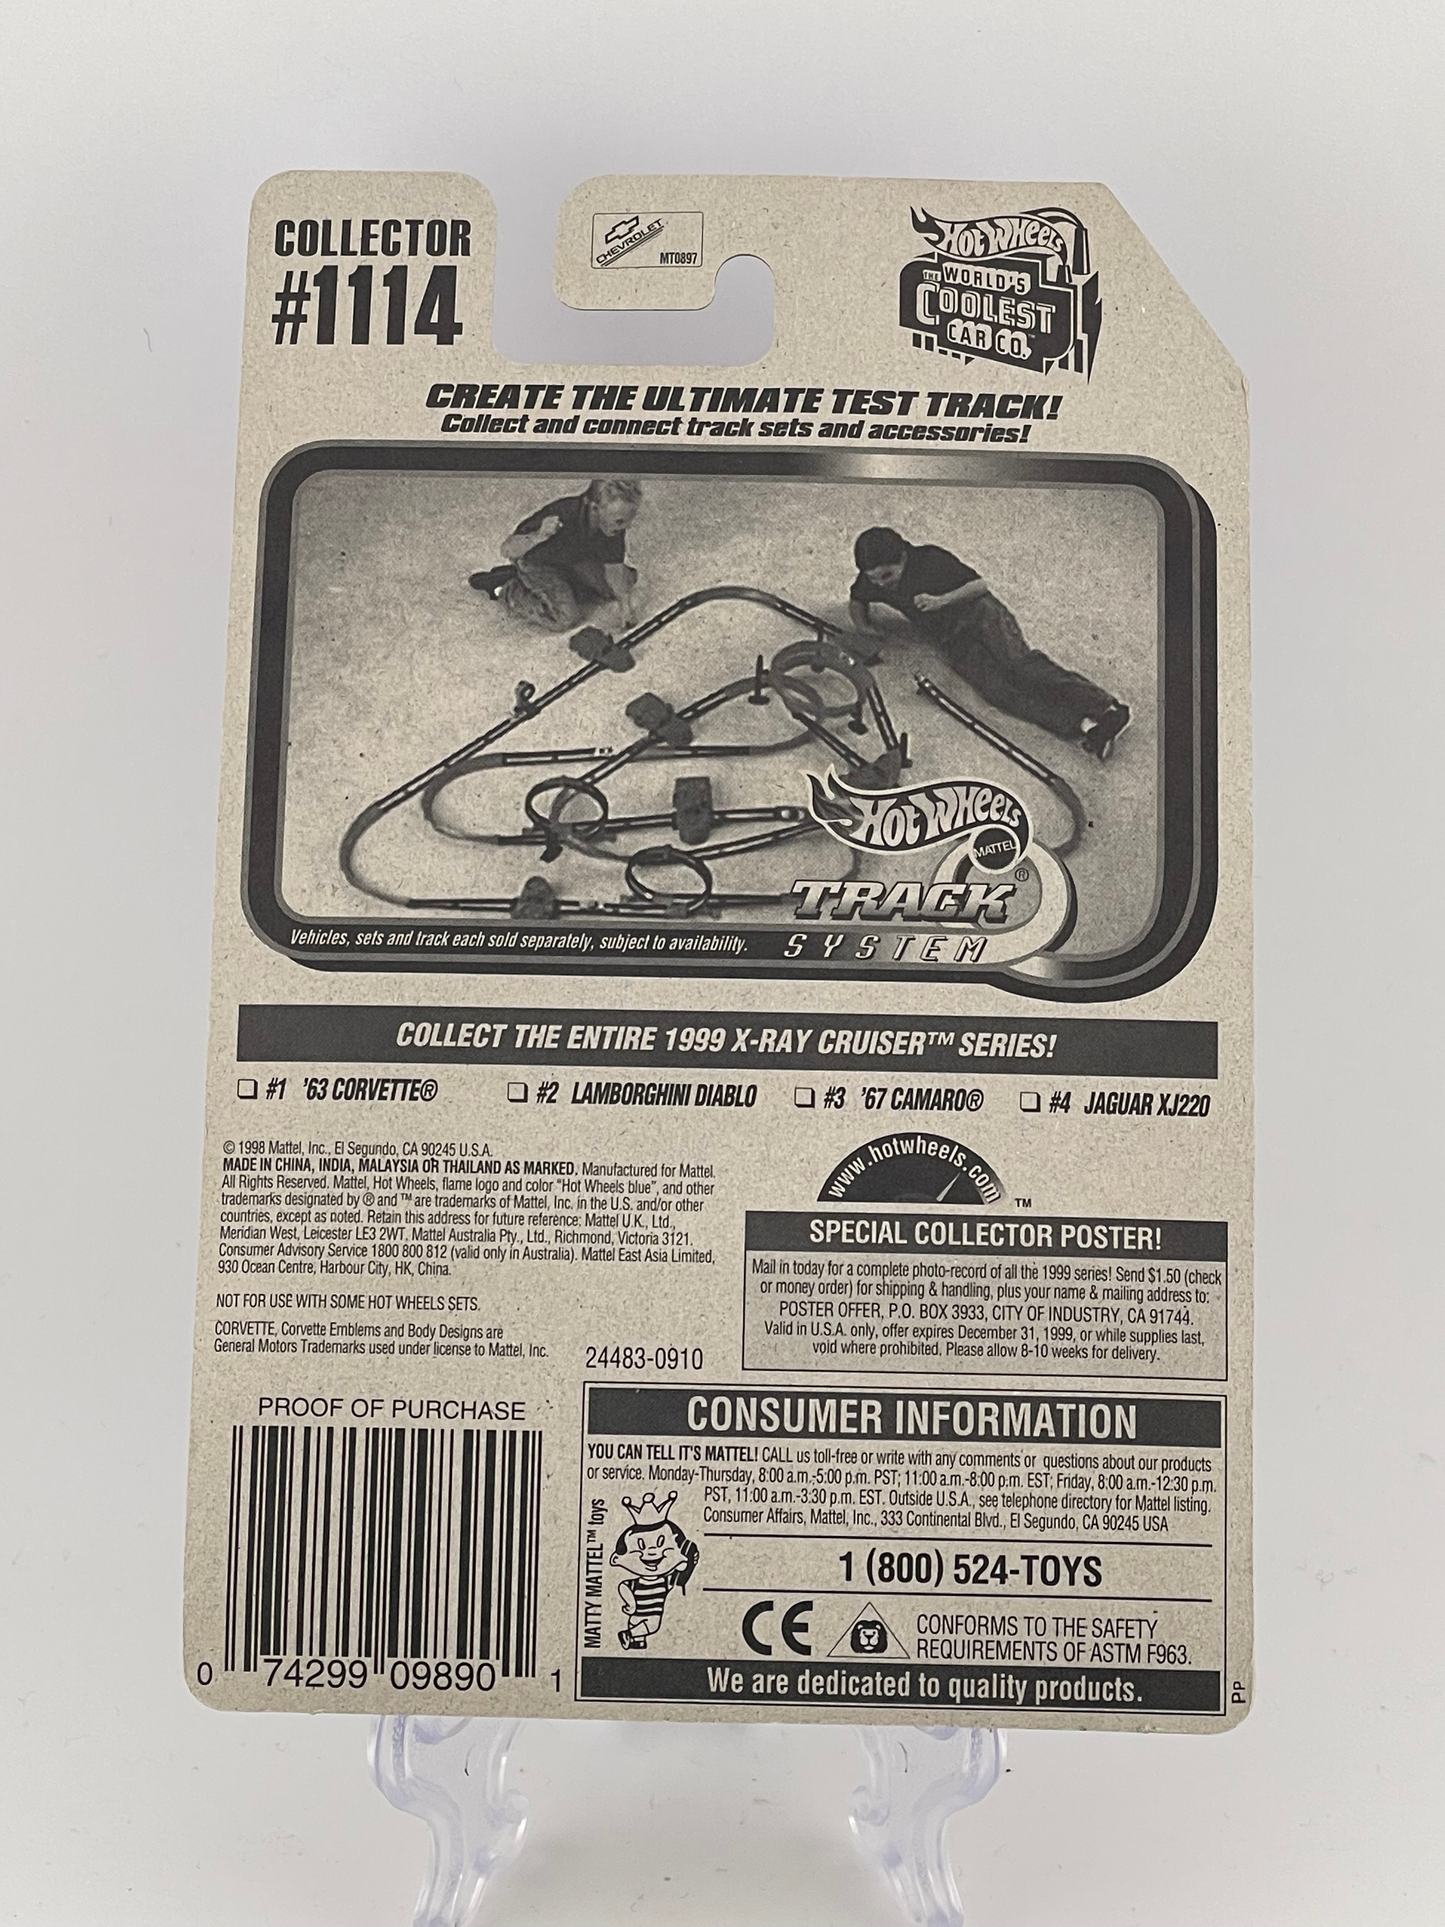 COLLECTOR
#1114
CHEVROLET
MT0897
HOT WHEELS
THE WORLD'S
COOLEST
CAR CO.™
CREATE THE ULTIMATE TEST TRACK!
Collect and connect track sets and accessories!
HOT WHEELS
MATTEL
TRACK®
SYSTEM
Vehicles, sets and track each sold separately, subject to availability.
COLLECT THE ENTIRE 1999 X-RAY CRUISER™ SERIES!
❏ #1 '63 CORVETTE® ❏ #2 LAMBORGHINI DIABLO ❏ #3 '67 CAMARO® ❏ #4 JAGUAR XJ220
© 1998 Mattel, Inc., El Segundo, CA 90245 U.S.A.
MADE IN CHINA, INDIA, MALAYSIA OR THAILAND AS MARKED. Manufactured for Mattel.
All Rights Reserved. Mattel, Hot Wheels, flame logo and color "Hot Wheels blue", and other
trademarks designated by ® and ™ are trademarks of Mattel, Inc. in the U.S. and/or other
countries, except as noted. Retain this address for future reference: Mattel U.K., Ltd.,
Meridian West, Leicester LE3 2WT. Mattel Australia Pty., Ltd., Richmond, Victoria 3121.
Consumer Advisory Service 1800 800 812 (valid only in Australia). Mattel East Asia Limited,
930 Ocean Centre, Harbour City, HK, China.
NOT FOR USE WITH SOME HOT WHEELS SETS.
CORVETTE, Corvette Emblems and Body Designs are
General Motors Trademarks used under license to Mattel, Inc.
24483-0910
www.hotwheels.com
™
SPECIAL COLLECTOR POSTER!
Mail in today for a complete photo-record of all the 1999 series! Send $1.50 (check
or money order) for shipping & handling, plus your name & mailing address to:
POSTER OFFER, P.O. BOX 3933, CITY OF INDUSTRY, CA 91744.
Valid in U.S.A. only, offer expires December 31, 1999, or while supplies last,
void where prohibited. Please allow 8-10 weeks for delivery.
PROOF OF PURCHASE
0 74299 09890 1
CONSUMER INFORMATION
YOU CAN TELL IT'S MATTEL! CALL us toll-free or write with any comments or questions about our products
or service. Monday-Thursday, 8:00 a.m.-5:00 p.m. PST; 11:00 a.m.-8:00 p.m. EST; Friday, 8:00 a.m.-12:30 p.m.
PST, 11:00 a.m.-3:30 p.m. EST. Outside U.S.A., see telephone directory for Mattel listing.
Consumer Affairs, Mattel, Inc., 333 Continental Blvd., El Segundo, CA 90245 USA
MATTY MATTEL™ toys
1 (800) 524-TOYS
CE
CONFORMS TO THE SAFETY
REQUIREMENTS OF ASTM F963.
We are dedicated to quality products.
PP